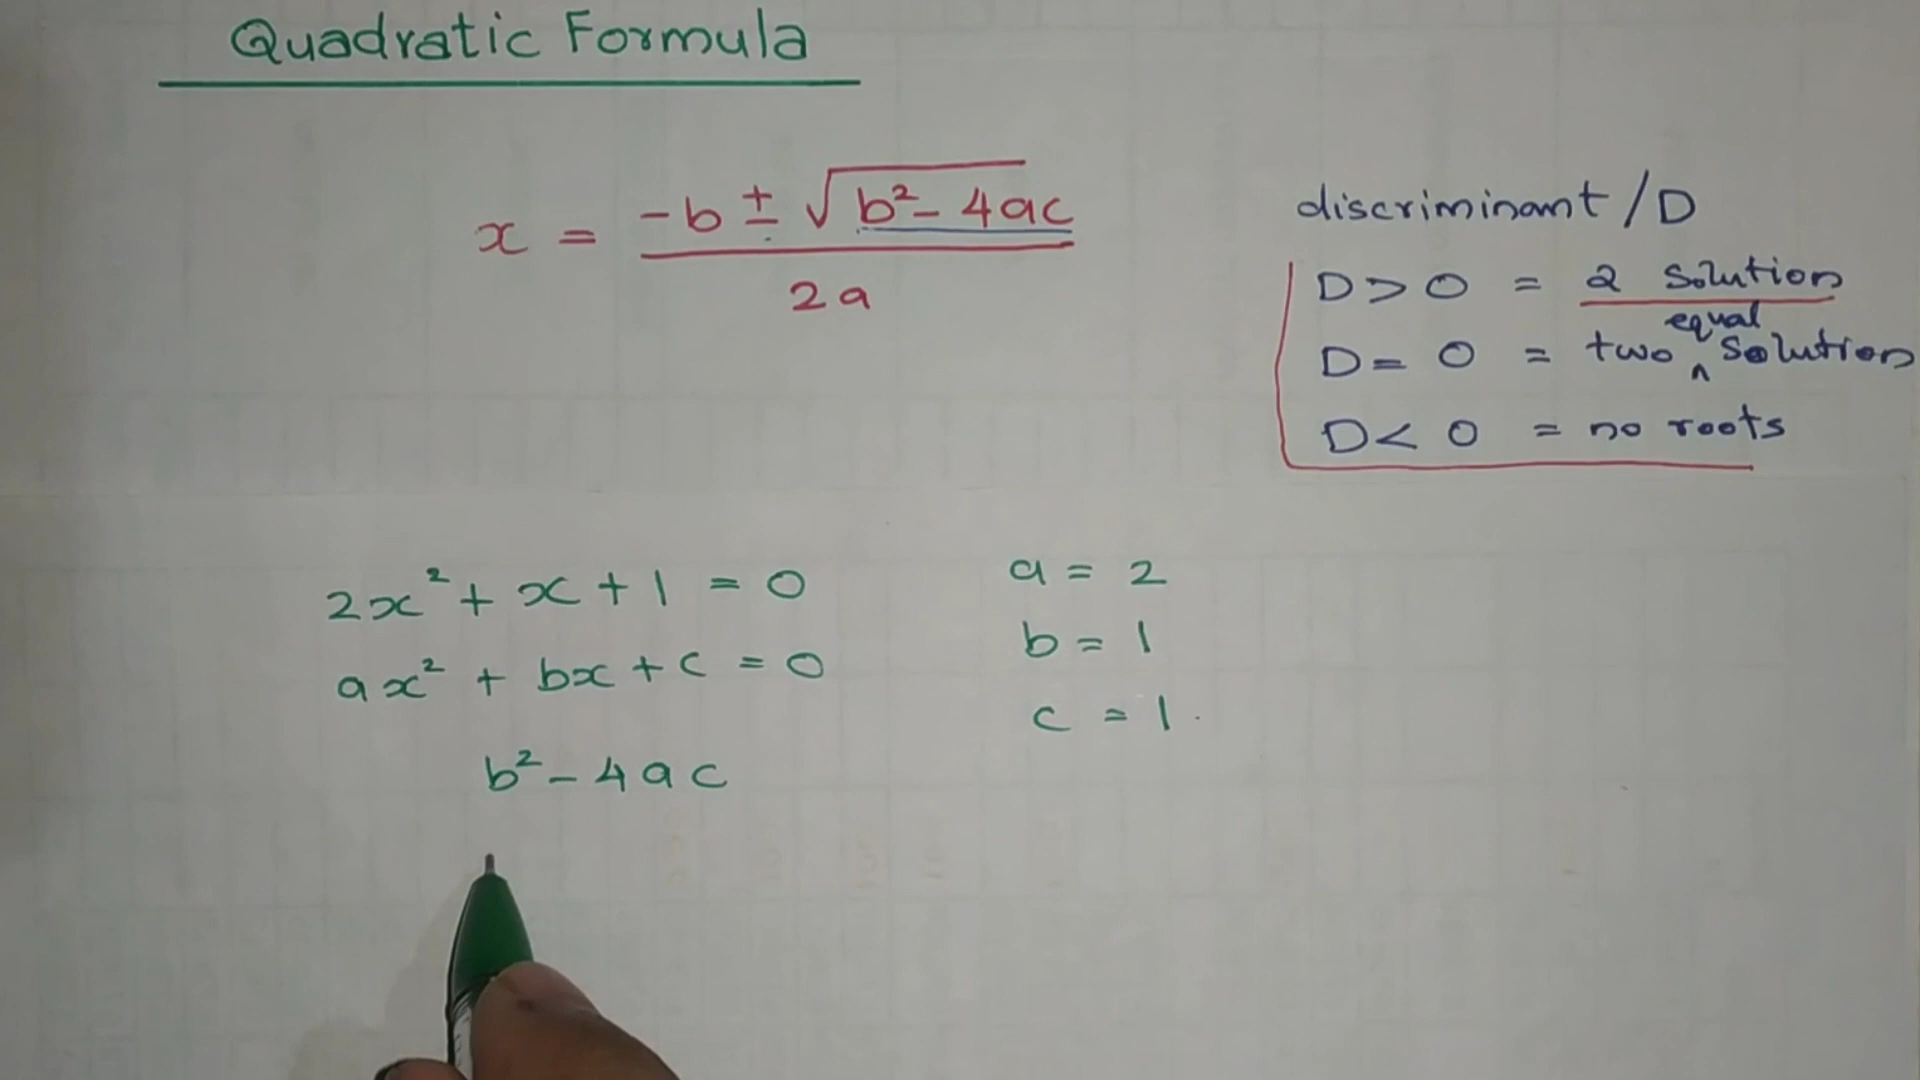 Quadratic Formula
x = -b ± √b² - 4ac
2a
discriminant / D
D > 0 = 2 solution
equal
D = 0 = two ^ solution
D < 0 = no roots
2x² + x + 1 = 0
ax² + bx + c = 0
b² - 4ac
a = 2
b = 1
c = 1.